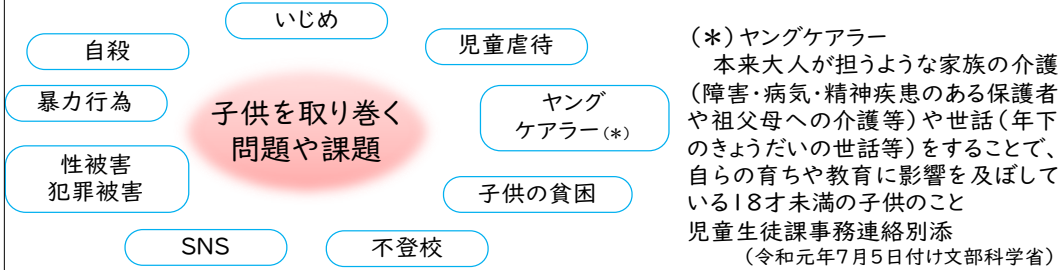 いじめ
自殺
児童虐待
暴力行為
子供を取り巻く
問題や課題
ヤング
ケアラー(*)
性被害
犯罪被害
子供の貧困
SNS
不登校
(*)ヤングケアラー
本来大人が担うような家族の介護
(障害・病気・精神疾患のある保護者
や祖父母への介護等)や世話(年下
のきょうだいの世話等)をすることで、
自らの育ちや教育に影響を及ぼして
いる18才未満の子供のこと
児童生徒課事務連絡別添
(令和元年7月5日付け文部科学省)